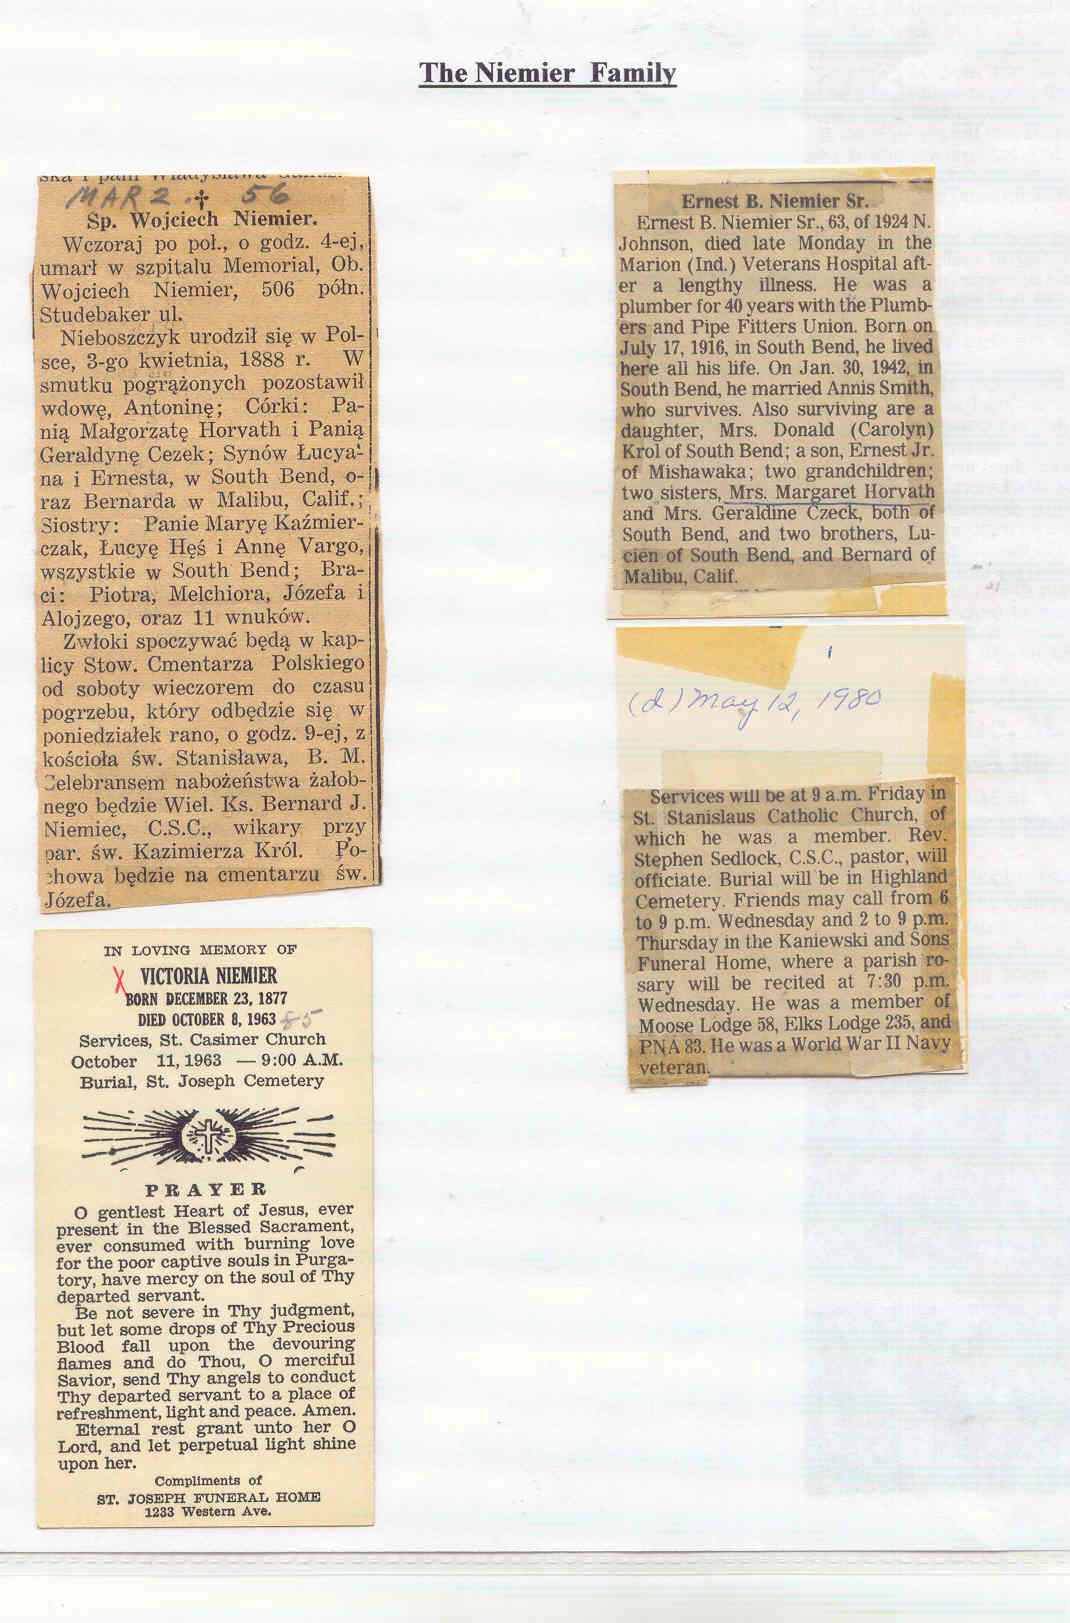 The Niemier Family
MAR 2. 56
Sp. Wojciech Niemier.
Wczoraj po poł., o godz. 4-ej,
umarł w szpitalu Memorial, Ob.
Wojciech Niemier, 506 półn.
Studebaker ul.
Nieboszczyk urodził się w Pol-
sce, 3-go kwietnia, 1888 r. W
smutku pogrążonych pozostawił
wdowę, Antoninę; Córki: Pa-
nią Małgorzatę Horvath i Panią
Geraldynę Cezek; Synów Łucya-
na i Ernesta, w South Bend, o-
raz Bernarda w Malibu, Calif.;
Siostry: Panie Maryę Kaźmier-
czak, Łucyę Hęś i Annę Vargo,
wszystkie w South Bend; Bra-
ci: Piotra, Melchiora, Józefa i
Alojzego, oraz 11 wnuków.
Zwłoki spoczywać będą w kap-
licy Stow. Cmentarza Polskiego
od soboty wieczorem do czasu
pogrzebu, który odbędzie się w
poniedziałek rano, o godz. 9-ej, z
kościoła św. Stanisława, B. M.
Celebransem nabożeństwa żałob-
nego będzie Wiel. Ks. Bernard J.
Niemiec, C.S.C., wikary przy
par. św. Kazimierza Król. Po-
chowa będzie na cmentarzu św.
Józefa.
IN LOVING MEMORY OF
X VICTORIA NIEMIER
BORN DECEMBER 23, 1877
DIED OCTOBER 8, 1963 85
Services, St. Casimer Church
October 11, 1963 — 9:00 A.M.
Burial, St. Joseph Cemetery
PRAYER
O gentlest Heart of Jesus, ever
present in the Blessed Sacrament,
ever consumed with burning love
for the poor captive souls in Purga-
tory, have mercy on the soul of Thy
departed servant.
Be not severe in Thy judgment,
but let some drops of Thy Precious
Blood fall upon the devouring
flames and do Thou, O merciful
Savior, send Thy angels to conduct
Thy departed servant to a place of
refreshment, light and peace. Amen.
Eternal rest grant unto her O
Lord, and let perpetual light shine
upon her.
Compliments of
ST. JOSEPH FUNERAL HOME
1233 Western Ave.
Ernest B. Niemier Sr.
Ernest B. Niemier Sr., 63, of 1924 N.
Johnson, died late Monday in the
Marion (Ind.) Veterans Hospital aft-
er a lengthy illness. He was a
plumber for 40 years with the Plumb-
ers and Pipe Fitters Union. Born on
July 17, 1916, in South Bend, he lived
here all his life. On Jan. 30, 1942, in
South Bend, he married Annis Smith,
who survives. Also surviving are a
daughter, Mrs. Donald (Carolyn)
Krol of South Bend; a son, Ernest Jr.
of Mishawaka; two grandchildren;
two sisters, Mrs. Margaret Horvath
and Mrs. Geraldine Czeck, both of
South Bend, and two brothers, Lu-
cien of South Bend, and Bernard of
Malibu, Calif.
(d) May 12, 1980
Services will be at 9 a.m. Friday in
St. Stanislaus Catholic Church, of
which he was a member. Rev.
Stephen Sedlock, C.S.C., pastor, will
officiate. Burial will be in Highland
Cemetery. Friends may call from 6
to 9 p.m. Wednesday and 2 to 9 p.m.
Thursday in the Kaniewski and Sons
Funeral Home, where a parish ro-
sary will be recited at 7:30 p.m.
Wednesday. He was a member of
Moose Lodge 58, Elks Lodge 235, and
PNA 83. He was a World War II Navy
veteran.